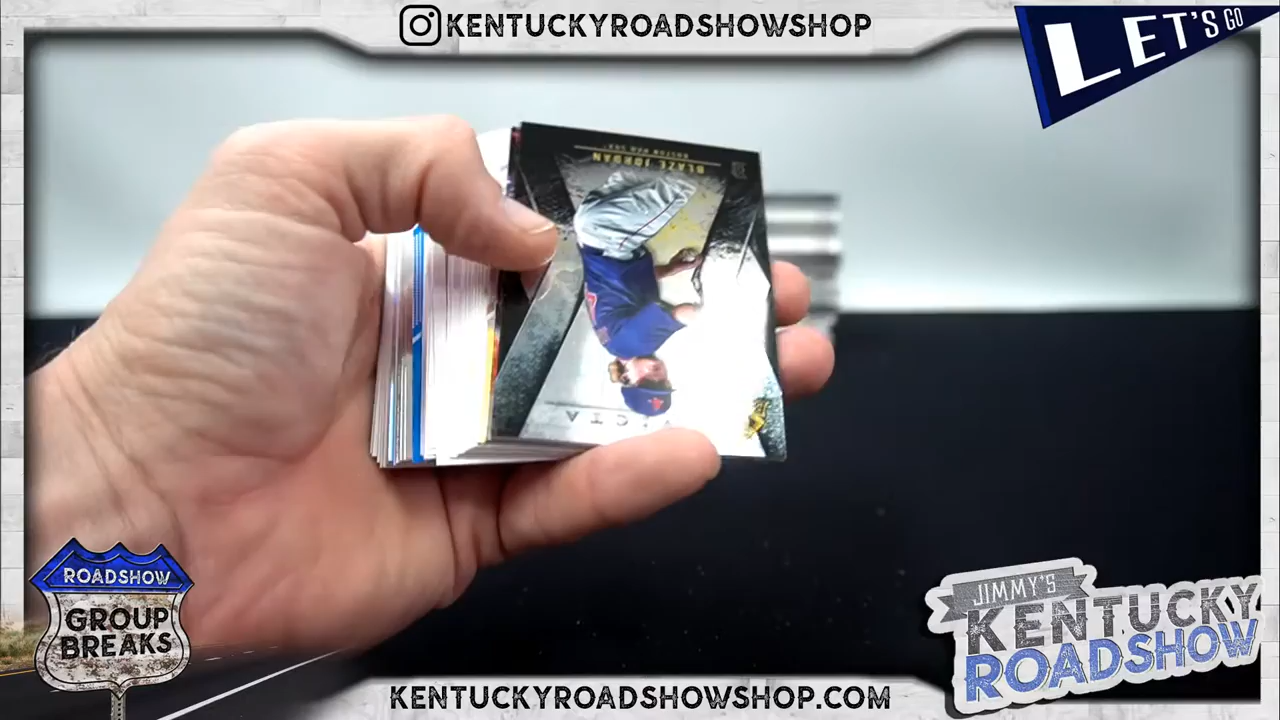 KENTUCKYROADSHOWSHOP
LET'S GO
BLAZE JORDAN
BOSTON RED SOX
ROADSHOW
GROUP
BREAKS
JIMMY'S
KENTUCKY
ROADSHOW
KENTUCKYROADSHOWSHOP.COM